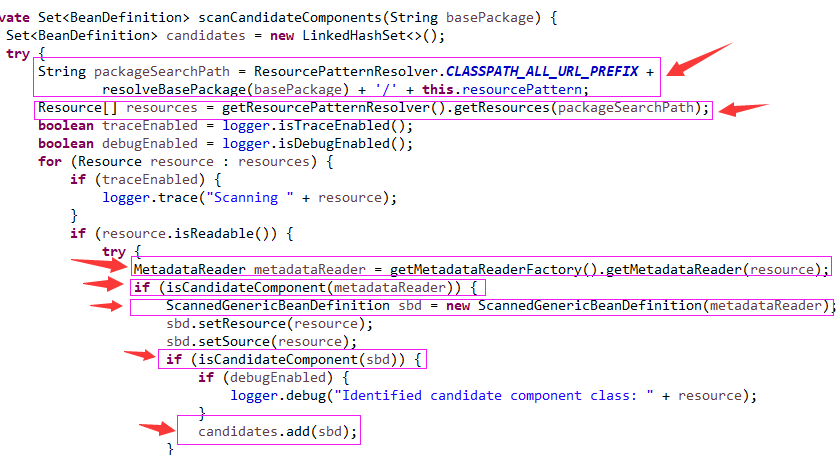 vate Set<BeanDefinition> scanCandidateComponents(String basePackage) {
Set<BeanDefinition> candidates = new LinkedHashSet<>();
try {
String packageSearchPath = ResourcePatternResolver.CLASSPATH_ALL_URL_PREFIX +
resolveBasePackage(basePackage) + '/' + this.resourcePattern;
Resource[] resources = getResourcePatternResolver().getResources(packageSearchPath);
boolean traceEnabled = logger.isTraceEnabled();
boolean debugEnabled = logger.isDebugEnabled();
for (Resource resource : resources) {
if (traceEnabled) {
logger.trace("Scanning " + resource);
}
if (resource.isReadable()) {
try {
MetadataReader metadataReader = getMetadataReaderFactory().getMetadataReader(resource);
if (isCandidateComponent(metadataReader)) {
ScannedGenericBeanDefinition sbd = new ScannedGenericBeanDefinition(metadataReader);
sbd.setResource(resource);
sbd.setSource(resource);
if (isCandidateComponent(sbd)) {
if (debugEnabled) {
logger.debug("Identified candidate component class: " + resource);
}
candidates.add(sbd);
}